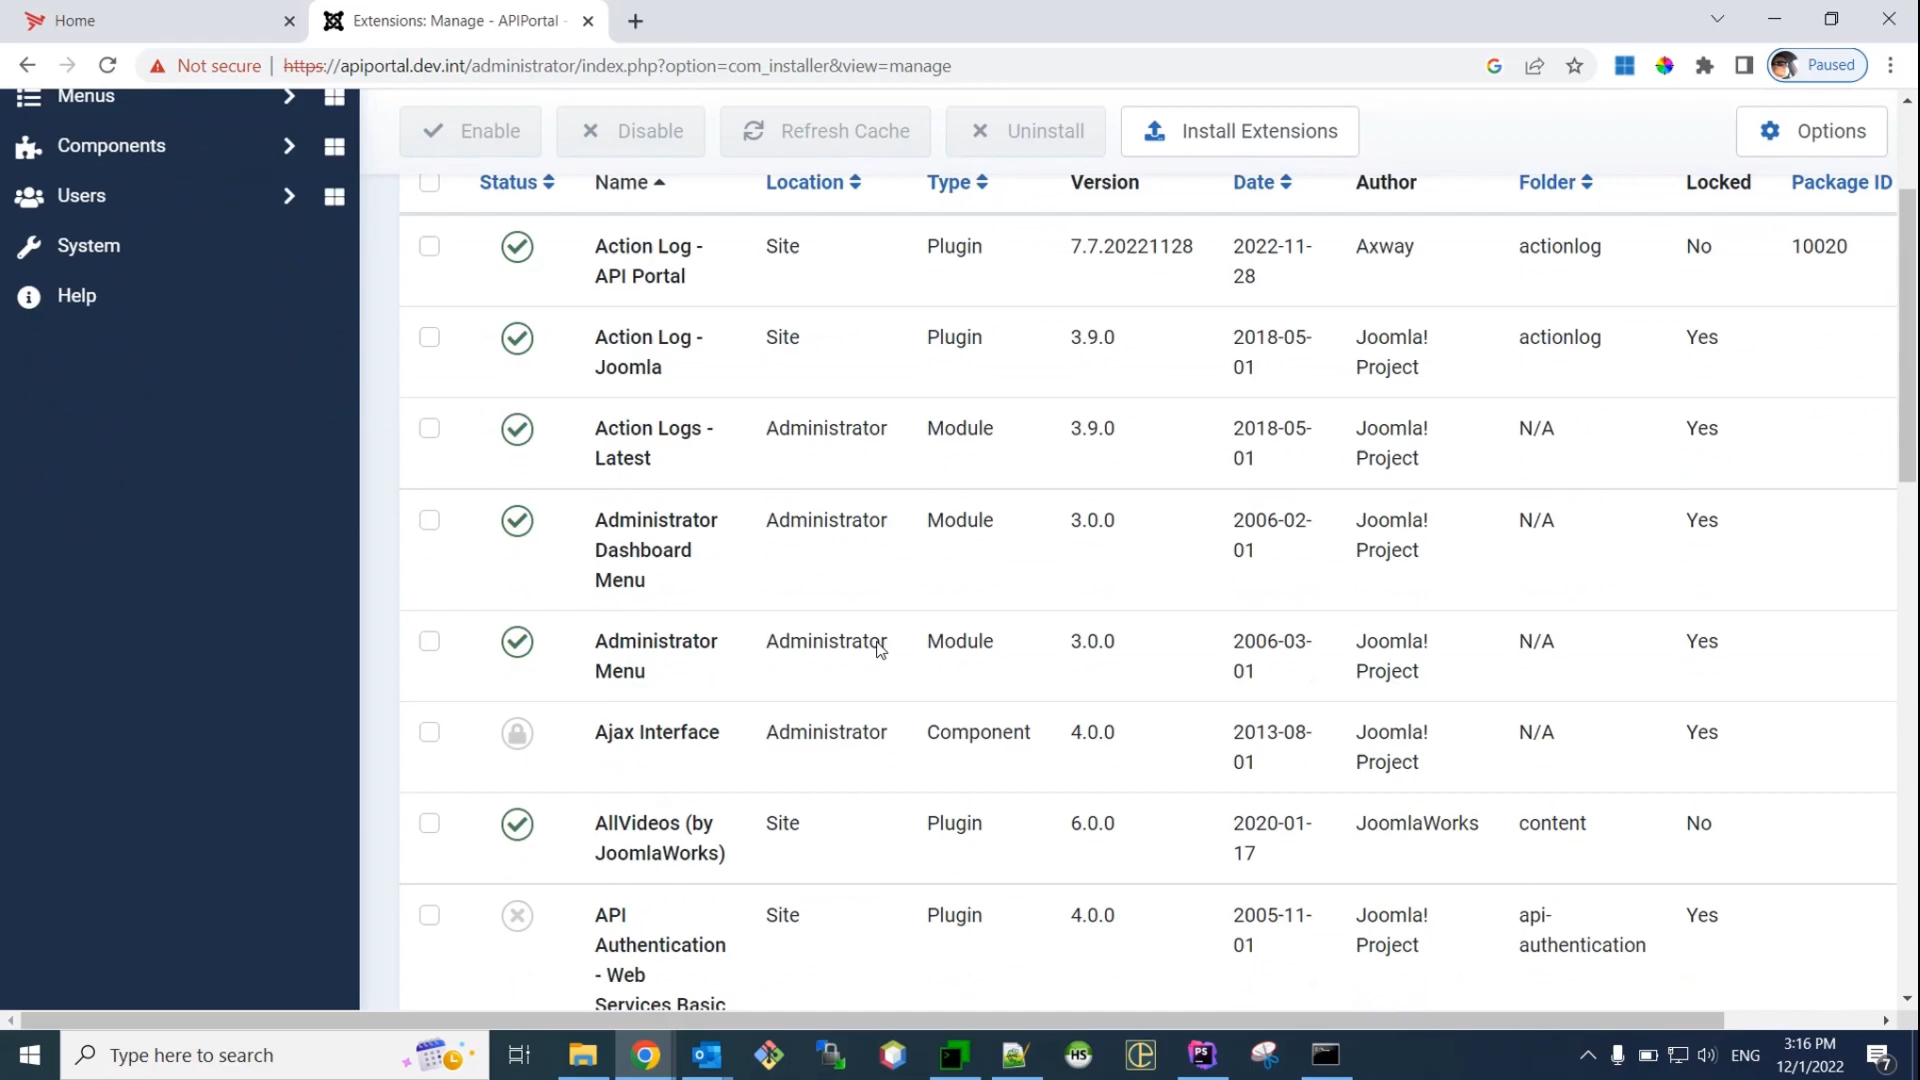 Home
Extensions: Manage - APIPortal -
Not secure | https://apiportal.dev.int/administrator/index.php?option=com_installer&view=manage
Paused
Menus
Components
Users
System
Help
Enable
Disable
Refresh Cache
Uninstall
Install Extensions
Options
Status Name Location Type Version Date Author Folder Locked Package ID
Action Log - Site Plugin 7.7.20221128 2022-11- Axway actionlog No 10020
API Portal 28
Action Log - Site Plugin 3.9.0 2018-05- Joomla! actionlog Yes
Joomla 01 Project
Action Logs - Administrator Module 3.9.0 2018-05- Joomla! N/A Yes
Latest 01 Project
Administrator Administrator Module 3.0.0 2006-02- Joomla! N/A Yes
Dashboard 01 Project
Menu
Administrator Administrator Module 3.0.0 2006-03- Joomla! N/A Yes
Menu 01 Project
Ajax Interface Administrator Component 4.0.0 2013-08- Joomla! N/A Yes
01 Project
AllVideos (by Site Plugin 6.0.0 2020-01- JoomlaWorks content No
JoomlaWorks) 17
API Site Plugin 4.0.0 2005-11- Joomla! api- Yes
Authentication 01 Project authentication
- Web
Services Basic
Type here to search
HS
PS
ENG
3:16 PM
12/1/2022
7